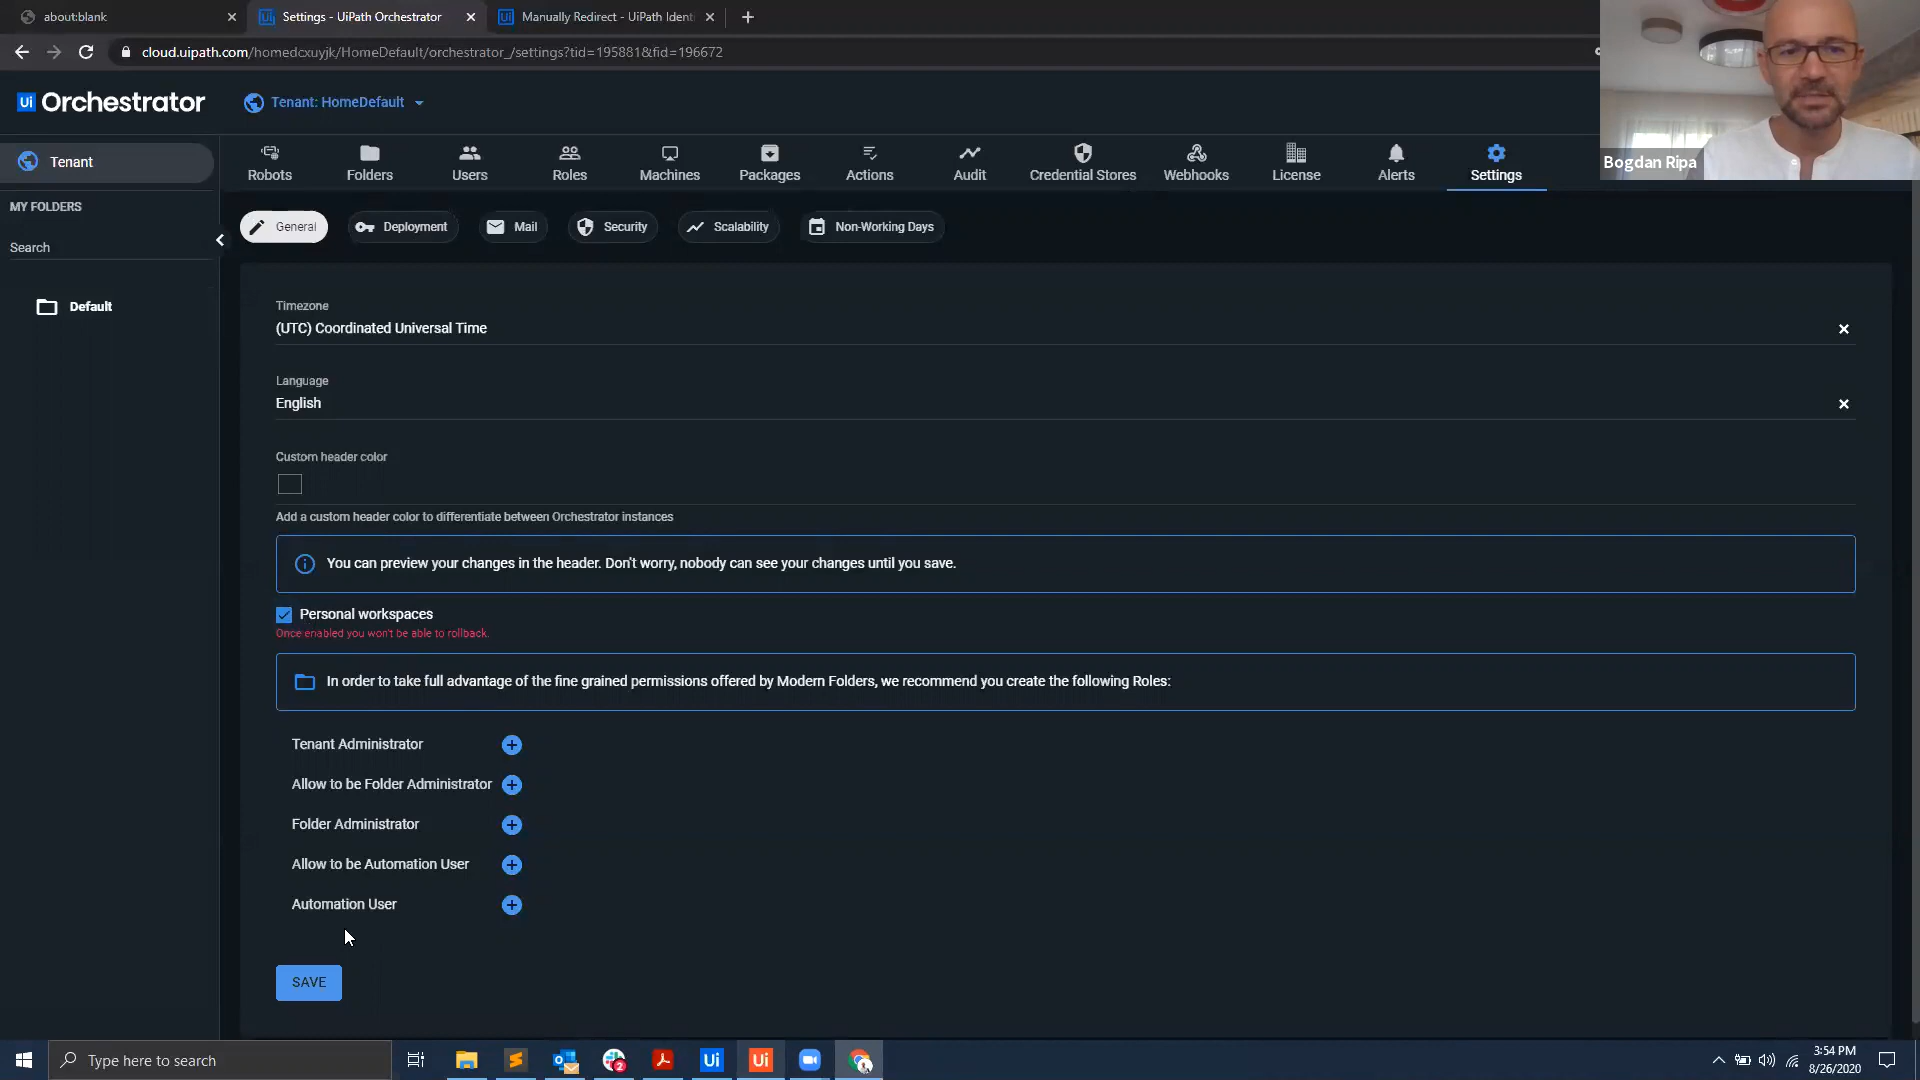 about:blank
Settings - UiPath Orchestrator
Manually Redirect - UiPath Ident
cloud.uipath.com/homedcxuyjk/HomeDefault/orchestrator_/settings?tid=195881&fid=196672
Ui Orchestrator
Tenant: HomeDefault
Bogdan Ripa
Tenant
Robots
Folders
Users
Roles
Machines
Packages
Actions
Audit
Credential Stores
Webhooks
License
Alerts
Settings
MY FOLDERS
Search
Default
General
Deployment
Mail
Security
Scalability
Non-Working Days
Timezone
(UTC) Coordinated Universal Time
Language
English
Custom header color
Add a custom header color to differentiate between Orchestrator instances
You can preview your changes in the header. Don't worry, nobody can see your changes until you save.
Personal workspaces
Once enabled you won't be able to rollback.
In order to take full advantage of the fine grained permissions offered by Modern Folders, we recommend you create the following Roles:
Tenant Administrator
Allow to be Folder Administrator
Folder Administrator
Allow to be Automation User
Automation User
SAVE
Type here to search
2
Ui
Ui
3:54 PM
8/26/2020